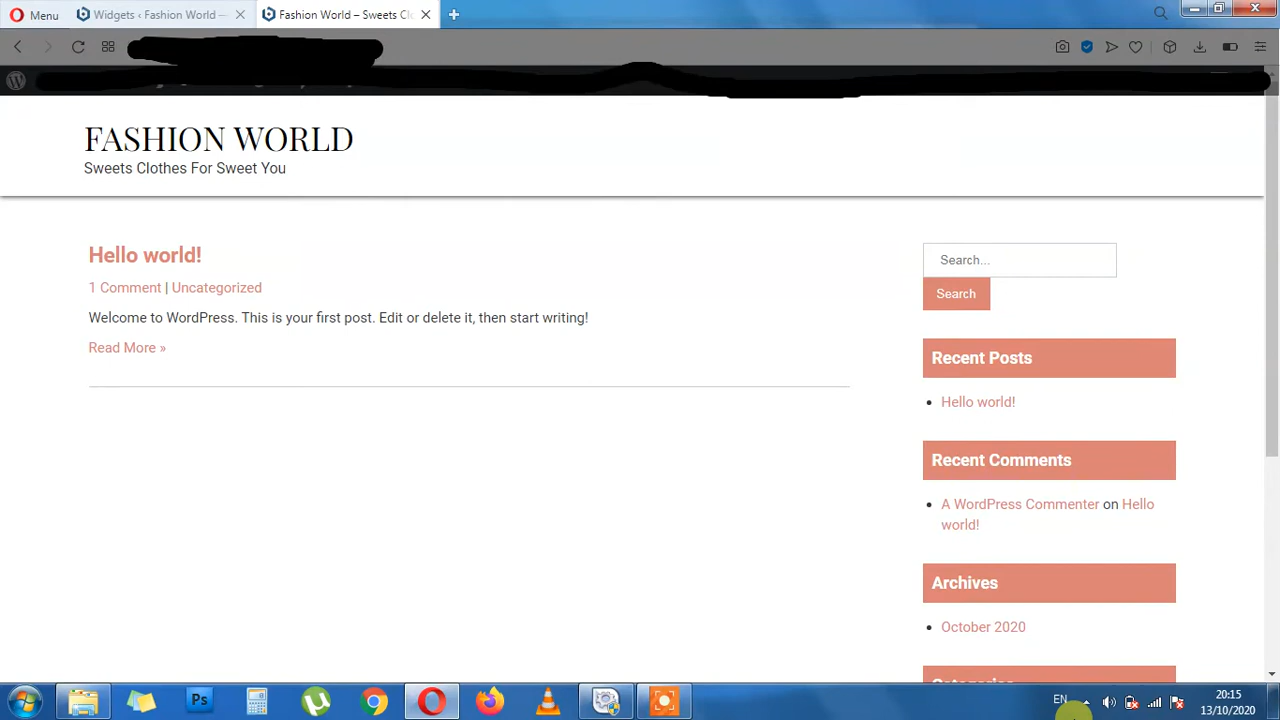 Menu
Widgets ‹ Fashion World —
Fashion World – Sweets Clo
FASHION WORLD
Sweets Clothes For Sweet You
Hello world!
1 Comment | Uncategorized
Welcome to WordPress. This is your first post. Edit or delete it, then start writing!
Read More »
Search...
Search
Recent Posts
Hello world!
Recent Comments
A WordPress Commenter on Hello
world!
Archives
October 2020
Categories
Ps
EN
20:15
13/10/2020